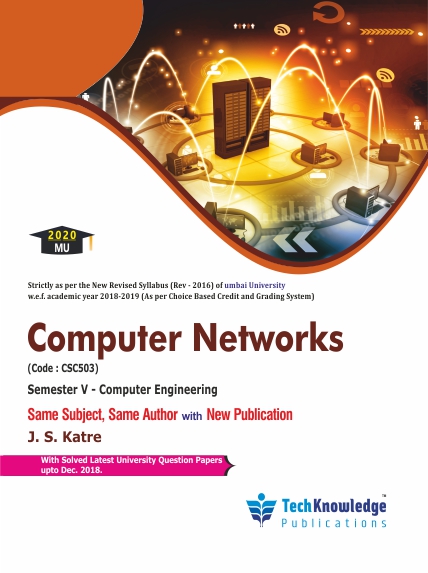 2020
MU
Strictly as per the New Revised Syllabus (Rev - 2016) of umbai University
w.e.f. academic year 2018-2019 (As per Choice Based Credit and Grading System)
Computer Networks
(Code : CSC503)
Semester V - Computer Engineering
Same Subject, Same Author with New Publication
J. S. Katre
With Solved Latest University Question Papers
upto Dec. 2018.
TechKnowledge™
Publications